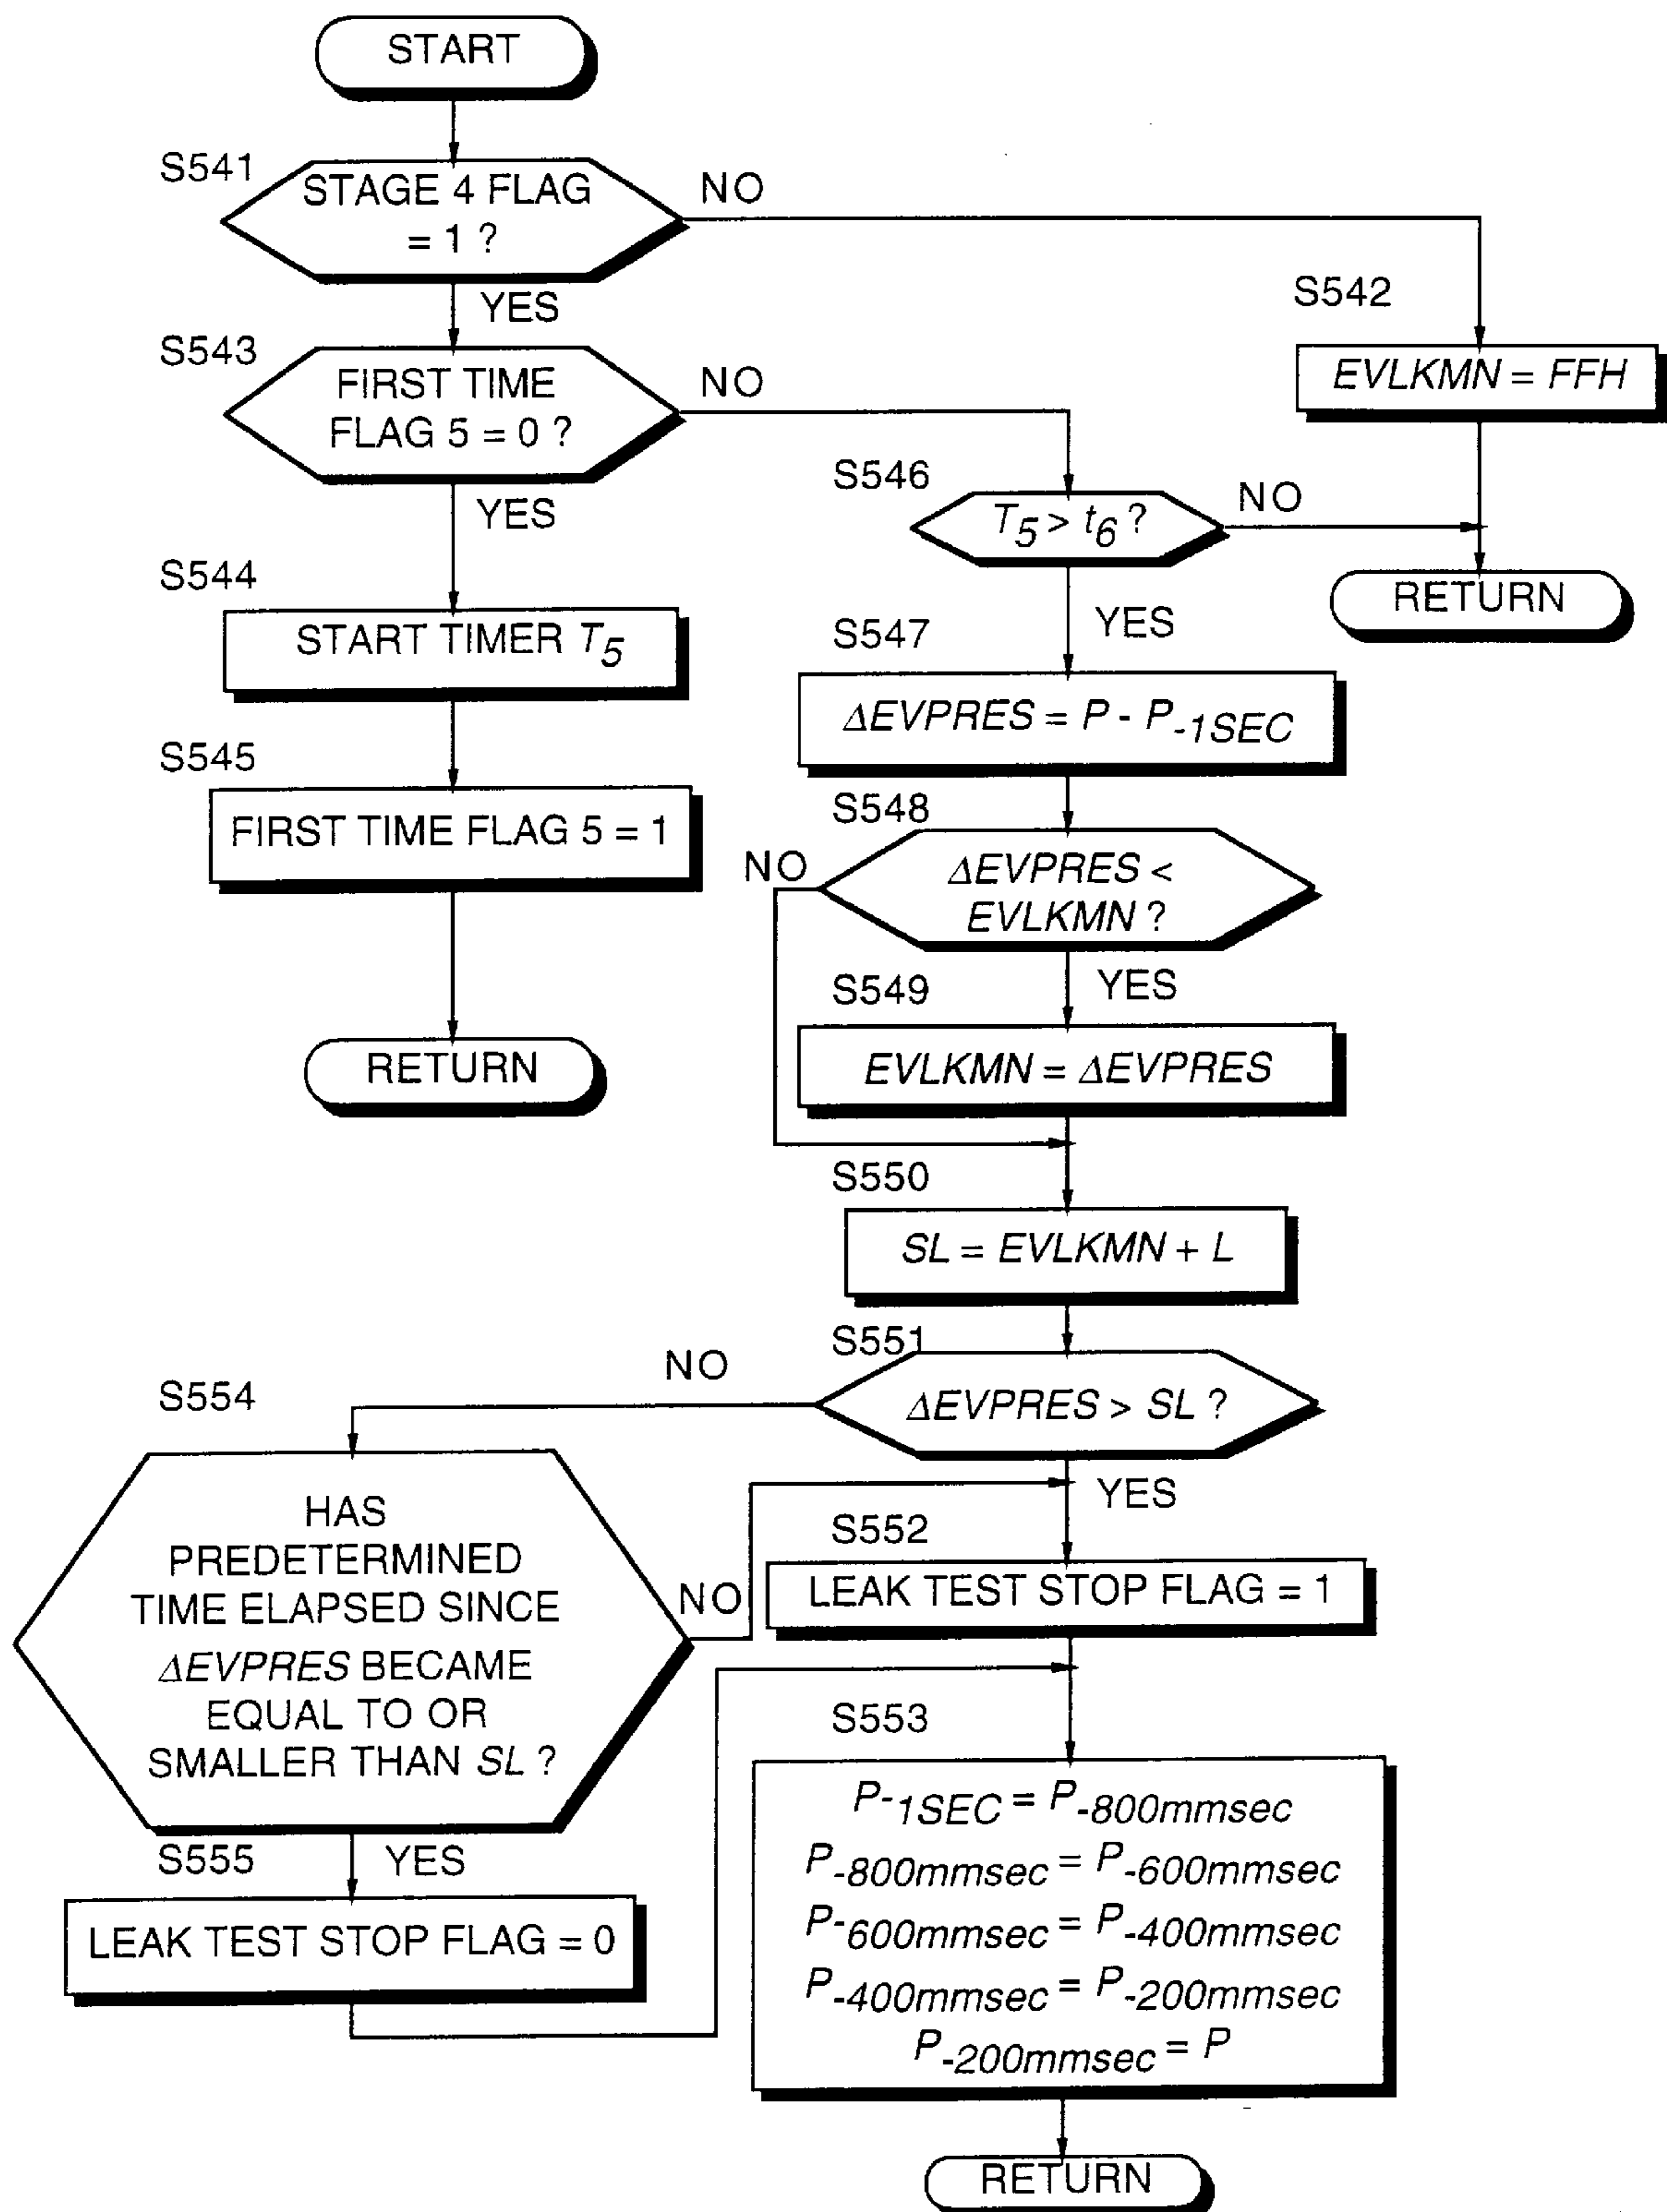 START
S541
STAGE 4 FLAG
= 1 ?
NO
YES
S542
EVLKMN = FFH
S543
FIRST TIME
FLAG 5 = 0 ?
NO
YES
S546
T5 > t6 ?
NO
RETURN
S544
START TIMER T5
YES
S547
ΔEVPRES = P - P-1SEC
S545
FIRST TIME FLAG 5 = 1
S548
NO
ΔEVPRES <
EVLKMN ?
YES
S549
EVLKMN = ΔEVPRES
RETURN
S550
SL = EVLKMN + L
S551
NO
ΔEVPRES > SL ?
YES
S554
HAS
PREDETERMINED
TIME ELAPSED SINCE
ΔEVPRES BECAME
EQUAL TO OR
SMALLER THAN SL ?
NO
S552
LEAK TEST STOP FLAG = 1
S553
P-1SEC = P-800mmsec
P-800mmsec = P-600mmsec
P-600mmsec = P-400mmsec
P-400mmsec = P-200mmsec
P-200mmsec = P
S555
YES
LEAK TEST STOP FLAG = 0
RETURN